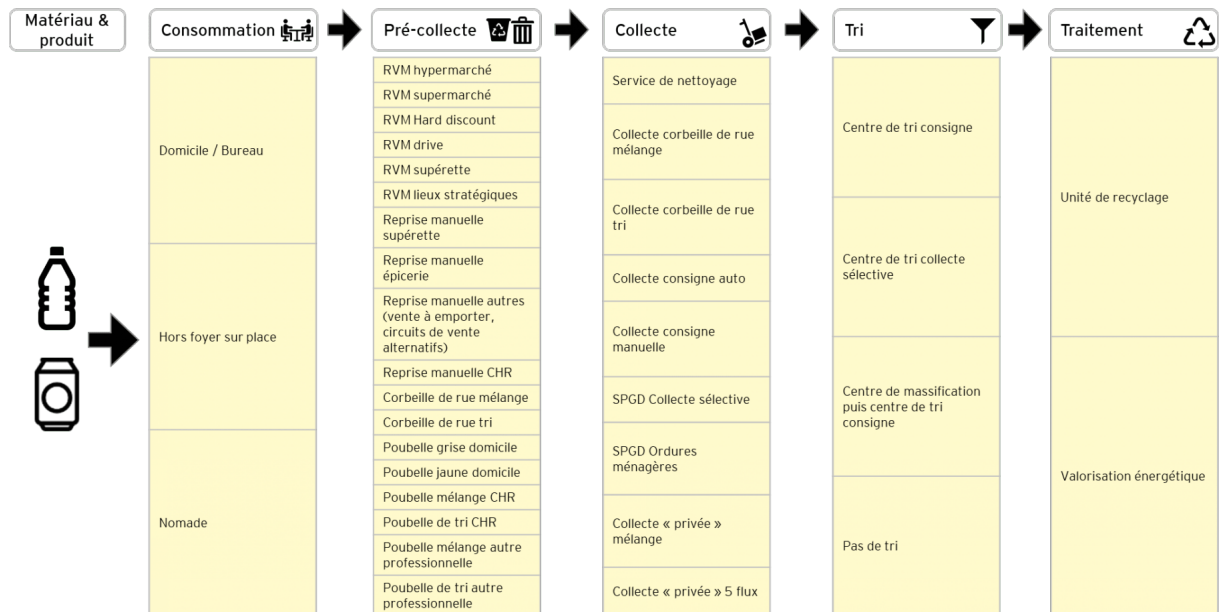 Matériau &
produit
Consommation
Pré-collecte
Collecte
Tri
Traitement
Domicile / Bureau
Hors foyer sur place
Nomade
RVM hypermarché
RVM supermarché
RVM Hard discount
RVM drive
RVM supérette
RVM lieux stratégiques
Reprise manuelle
supérette
Reprise manuelle
épicerie
Reprise manuelle autres
(vente à emporter,
circuits de vente
alternatifs)
Reprise manuelle CHR
Corbeille de rue mélange
Corbeille de rue tri
Poubelle grise domicile
Poubelle jaune domicile
Poubelle mélange CHR
Poubelle de tri CHR
Poubelle mélange autre
professionnelle
Poubelle de tri autre
professionnelle
Service de nettoyage
Collecte corbeille de rue
mélange
Collecte corbeille de rue
tri
Collecte consigne auto
Collecte consigne
manuelle
SPGD Collecte sélective
SPGD Ordures
ménagères
Collecte « privée »
mélange
Collecte « privée » 5 flux
Centre de tri consigne
Centre de tri collecte
sélective
Centre de massification
puis centre de tri
consigne
Pas de tri
Unité de recyclage
Valorisation énergétique